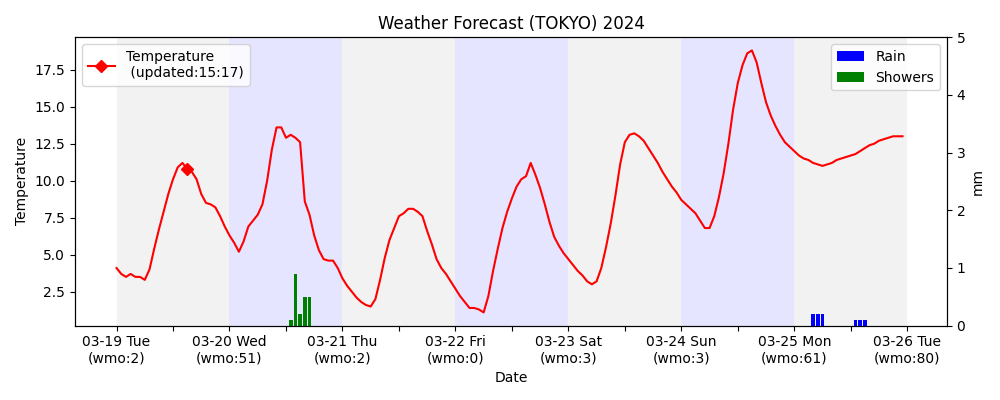 Weather Forecast (TOKYO) 2024
Temperature
(updated:15:17)
Rain
Showers
Temperature
17.5
15.0
12.5
10.0
7.5
5.0
2.5
5
4
3
2
1
0
mm
03-19 Tue
(wmo:2)
03-20 Wed
(wmo:51)
03-21 Thu
(wmo:2)
03-22 Fri
(wmo:0)
03-23 Sat
(wmo:3)
03-24 Sun
(wmo:3)
03-25 Mon
(wmo:61)
03-26 Tue
(wmo:80)
Date